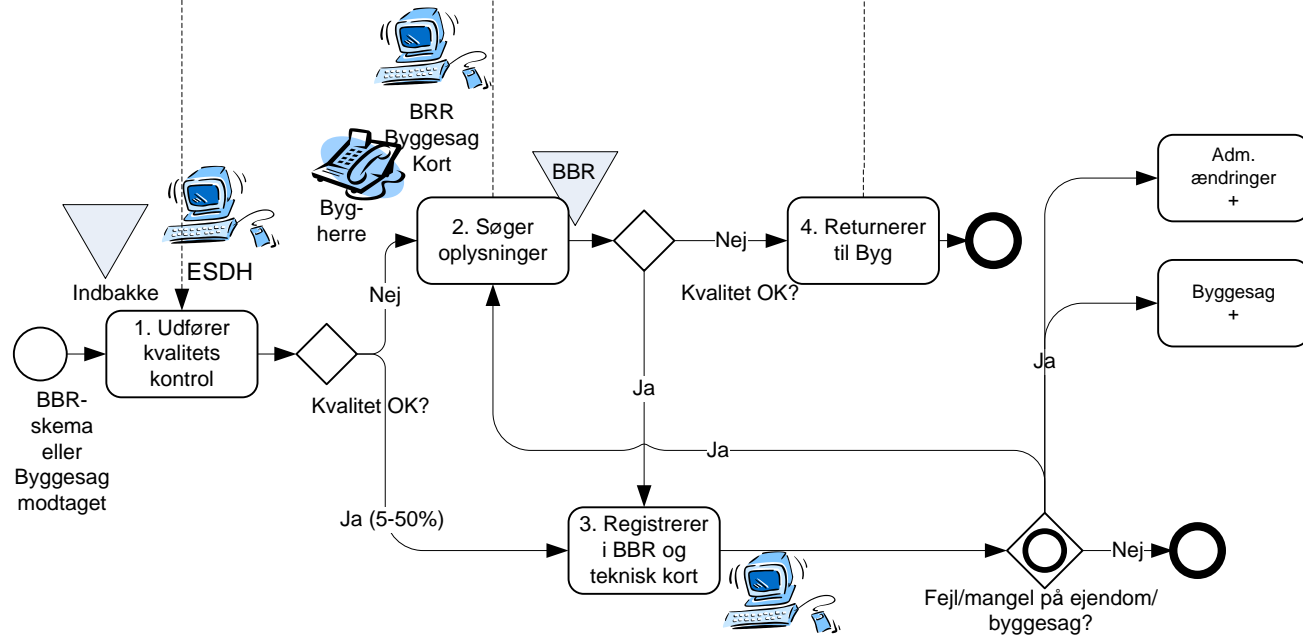 BRR
Byggesag
Kort
Byg-
herre
BBR
ESDH
Indbakke
1. Udfører
kvalitets
kontrol
BBR-
skema
eller
Byggesag
modtaget
Kvalitet OK?
Nej
Ja (5-50%)
2. Søger
oplysninger
Nej
Kvalitet OK?
Ja
4. Returnerer
til Byg
Adm.
ændringer
+
Byggesag
+
Ja
Ja
3. Registrerer
i BBR og
teknisk kort
Nej
Fejl/mangel på ejendom/
byggesag?